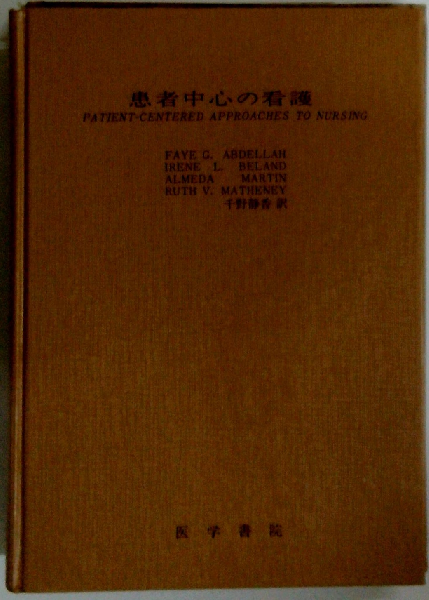 患者中心の看護
PATIENT-CENTERED APPROACHES TO NURSING
FAYE G. ABDELLAH
IRENE L. BELAND
ALMEDA MARTIN
RUTH V. MATHENEY
千野静香 訳
医学書院